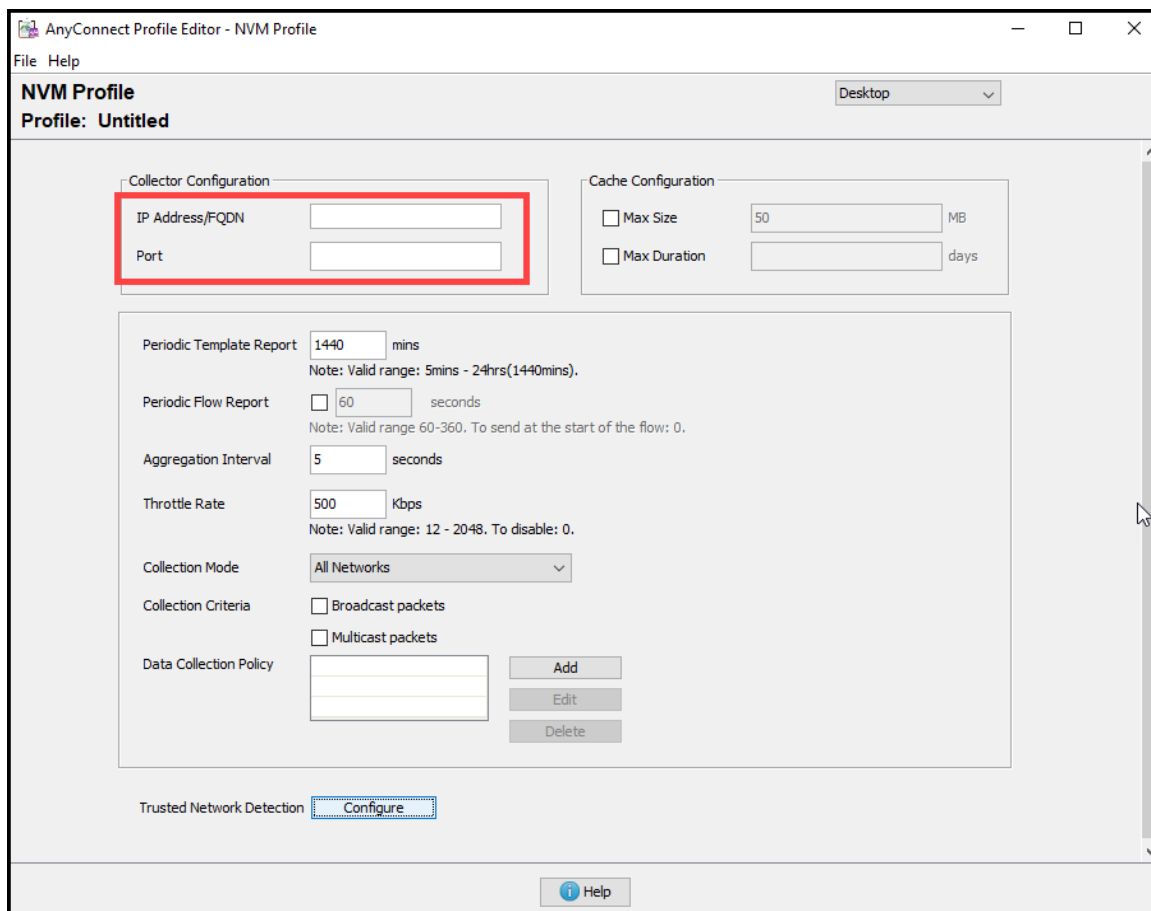 AnyConnect Profile Editor - NVM Profile
File Help
NVM Profile
Desktop
Profile: Untitled
Collector Configuration
IP Address/FQDN
Port
Cache Configuration
Max Size 50 MB
Max Duration days
Periodic Template Report 1440 mins
Note: Valid range: 5mins - 24hrs(1440mins).
Periodic Flow Report 60 seconds
Note: Valid range 60-360. To send at the start of the flow: 0.
Aggregation Interval 5 seconds
Throttle Rate 500 Kbps
Note: Valid range: 12 - 2048. To disable: 0.
Collection Mode All Networks
Collection Criteria Broadcast packets
Multicast packets
Data Collection Policy Add
Edit
Delete
Trusted Network Detection Configure
Help